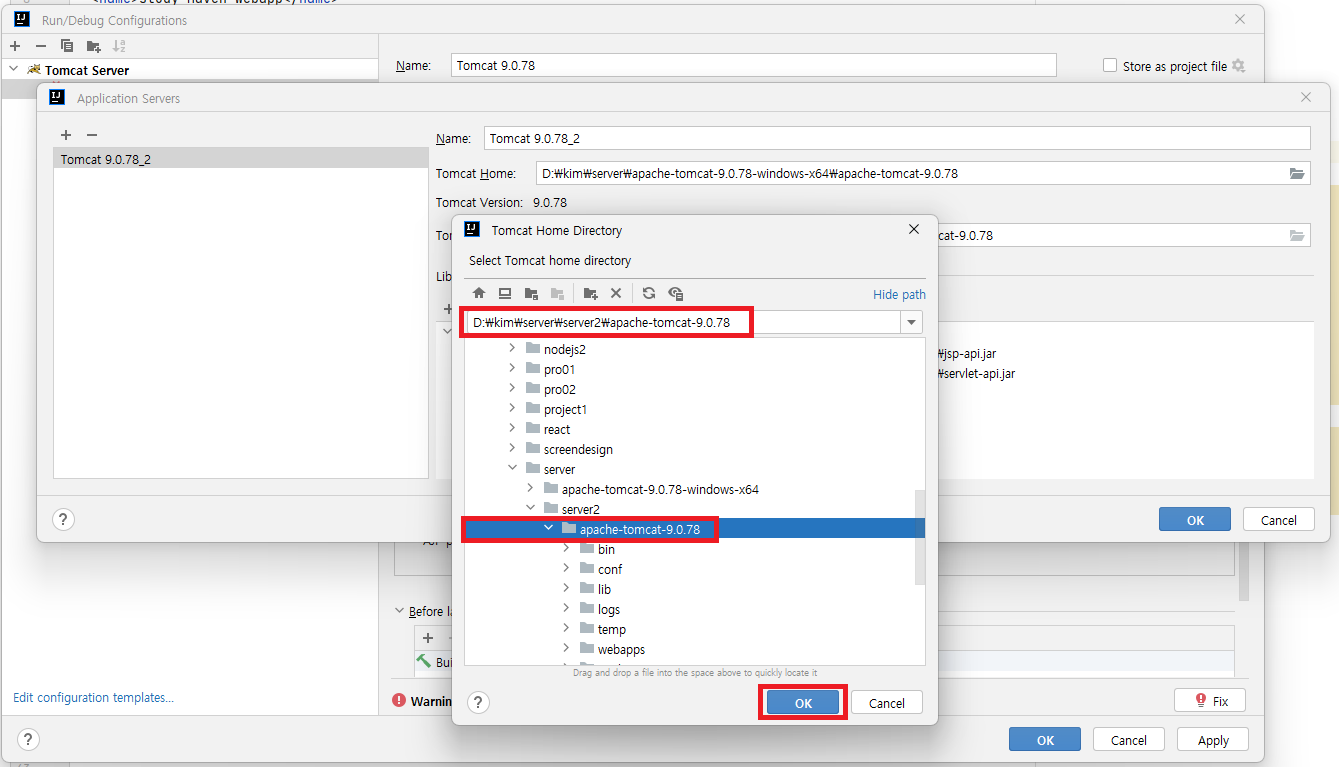 <name>study Maven Webapp</name>
Run/Debug Configurations
Tomcat Server
Name: Tomcat 9.0.78
Store as project file
Application Servers
Tomcat 9.0.78_2
Name: Tomcat 9.0.78_2
Tomcat Home: D:₩kim₩server₩apache-tomcat-9.0.78-windows-x64₩apache-tomcat-9.0.78
Tomcat Version: 9.0.78
cat-9.0.78
Lib
₩jsp-api.jar
₩servlet-api.jar
OK
Cancel
Tomcat Home Directory
Select Tomcat home directory
Hide path
D:₩kim₩server₩server2₩apache-tomcat-9.0.78
nodejs2
pro01
pro02
project1
react
screendesign
server
apache-tomcat-9.0.78-windows-x64
server2
apache-tomcat-9.0.78
bin
conf
lib
logs
temp
webapps
Drag and drop a file into the space above to quickly locate it
?
OK
Cancel
?
Before la
Bui
Edit configuration templates...
Warnin
Fix
?
OK
Cancel
Apply